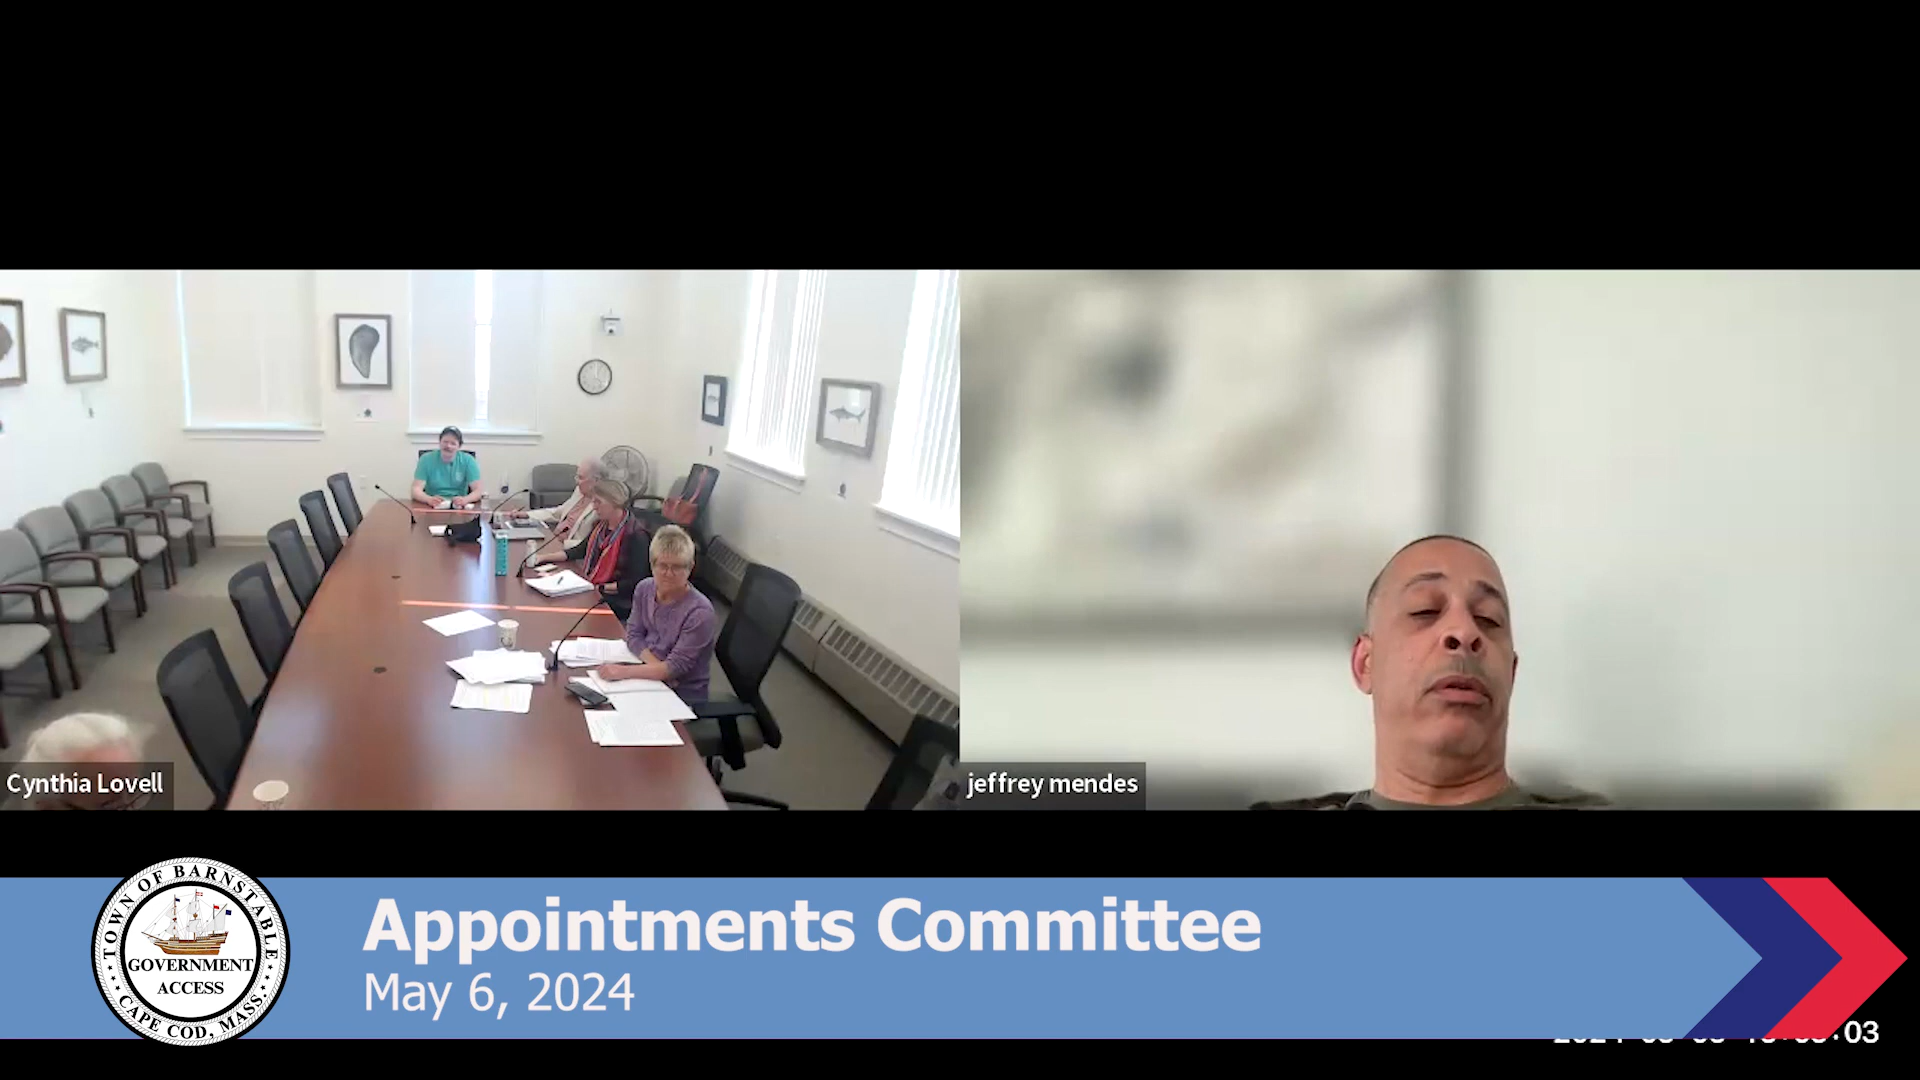 Cynthia Lovell
jeffrey mendes
TOWN OF BARNSTABLE
GOVERNMENT
ACCESS
CAPE COD, MASS.
Appointments Committee
May 6, 2024